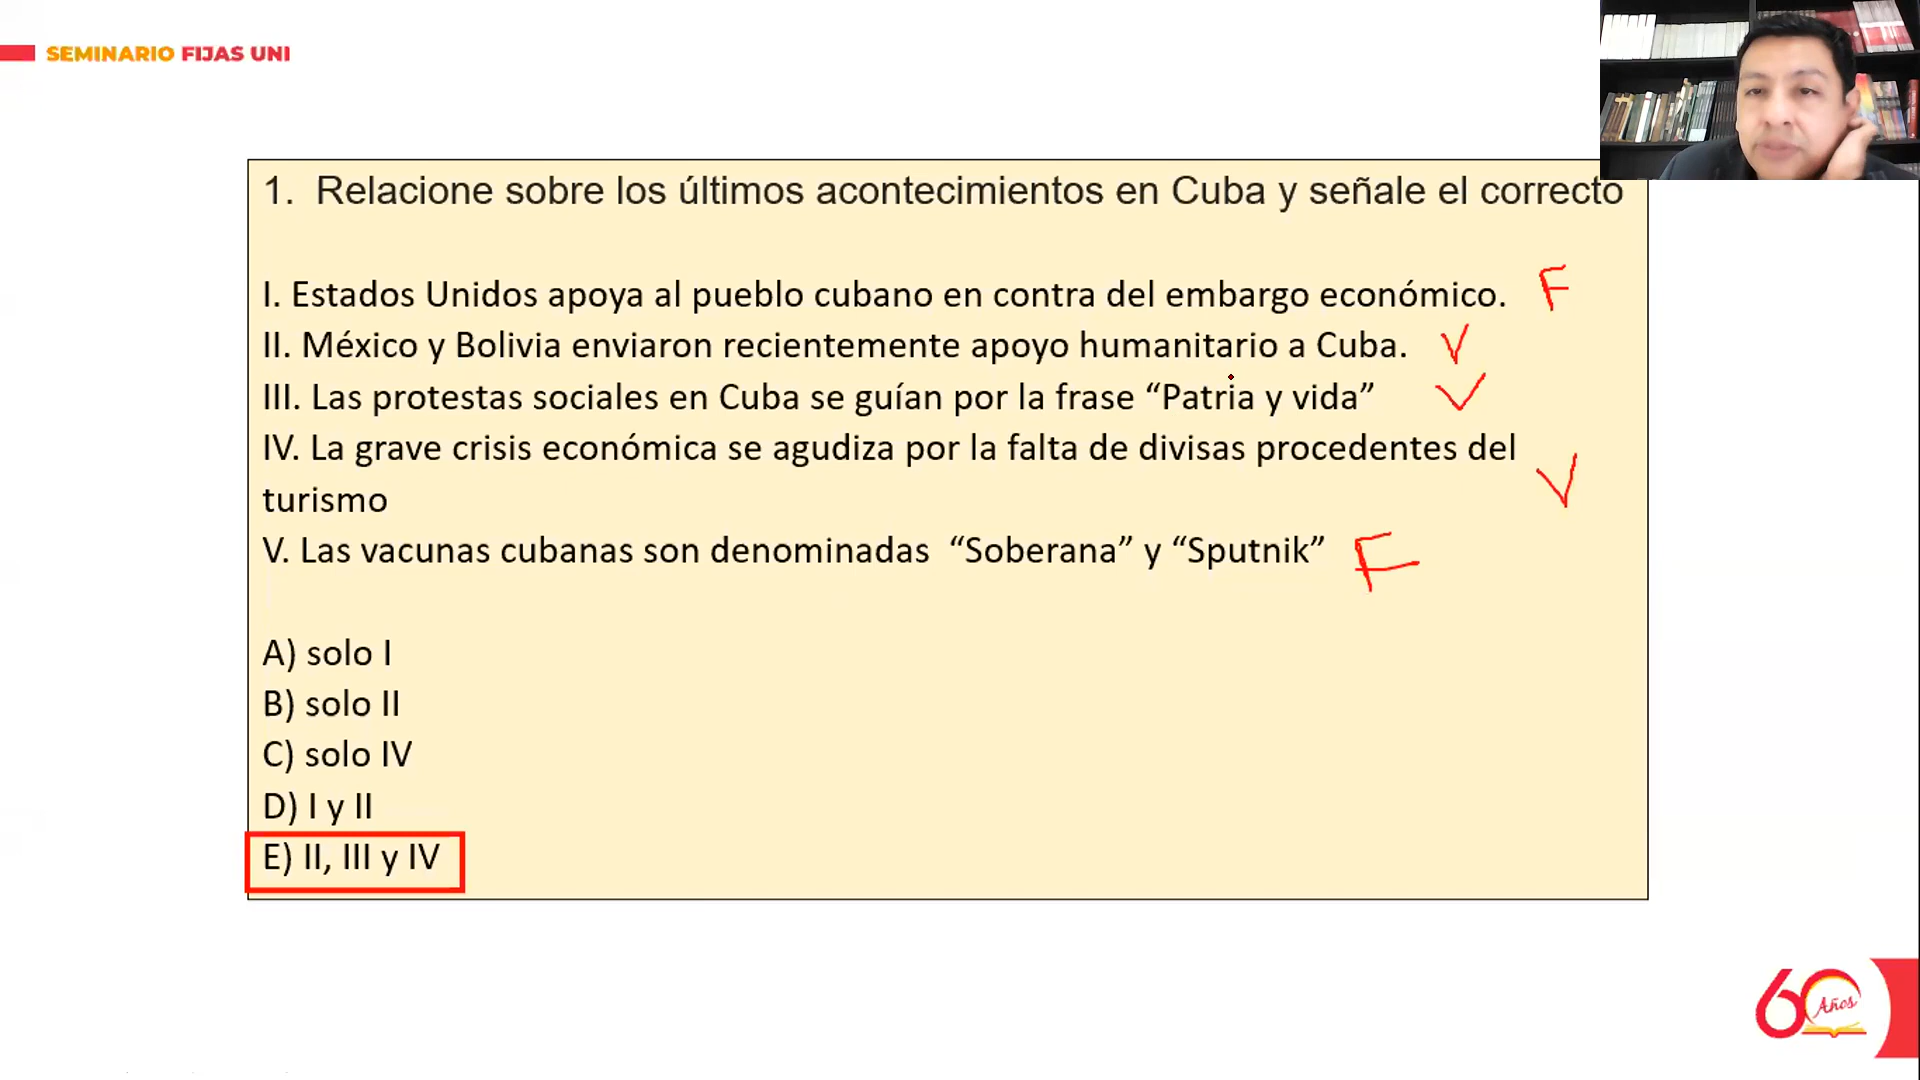 SEMINARIO FIJAS UNI
1. Relacione sobre los últimos acontecimientos en Cuba y señale el correcto
I. Estados Unidos apoya al pueblo cubano en contra del embargo económico. F
II. México y Bolivia enviaron recientemente apoyo humanitario a Cuba. V
III. Las protestas sociales en Cuba se guían por la frase “Patria y vida” V
IV. La grave crisis económica se agudiza por la falta de divisas procedentes del
turismo V
V. Las vacunas cubanas son denominadas “Soberana” y “Sputnik” F
A) solo I
B) solo II
C) solo IV
D) I y II
E) II, III y IV
60 Años